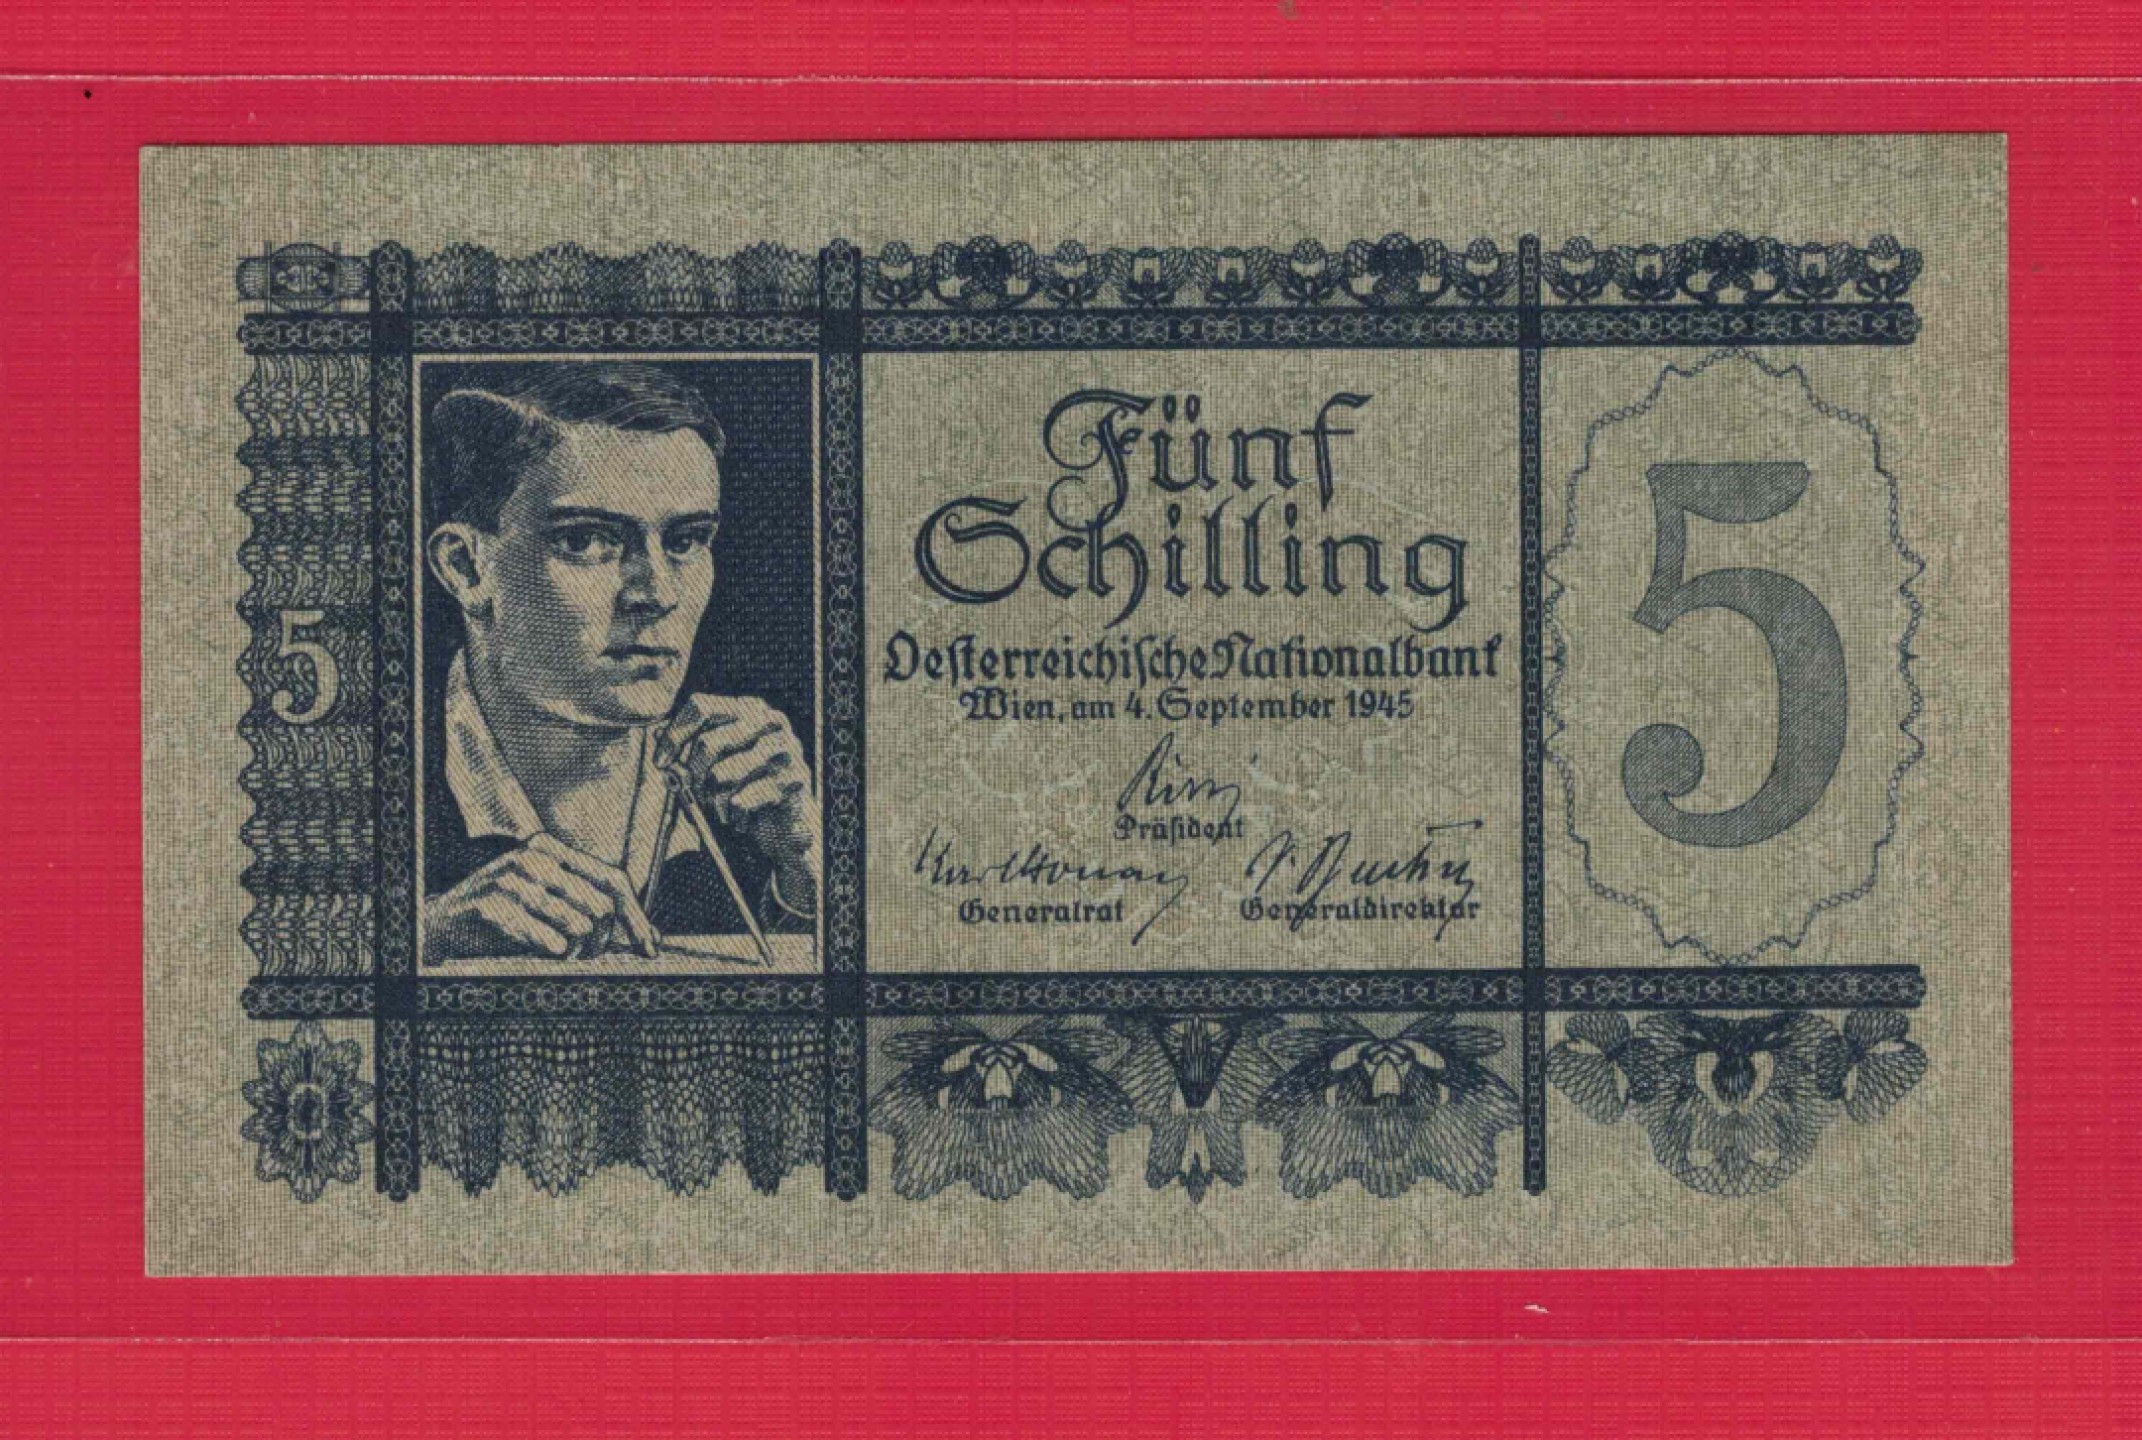 Fünf
Schilling
Oesterreichische Nationalbank
Wien, am 4. September 1945
Präsident
Generalrat
Generaldirektor
5
5